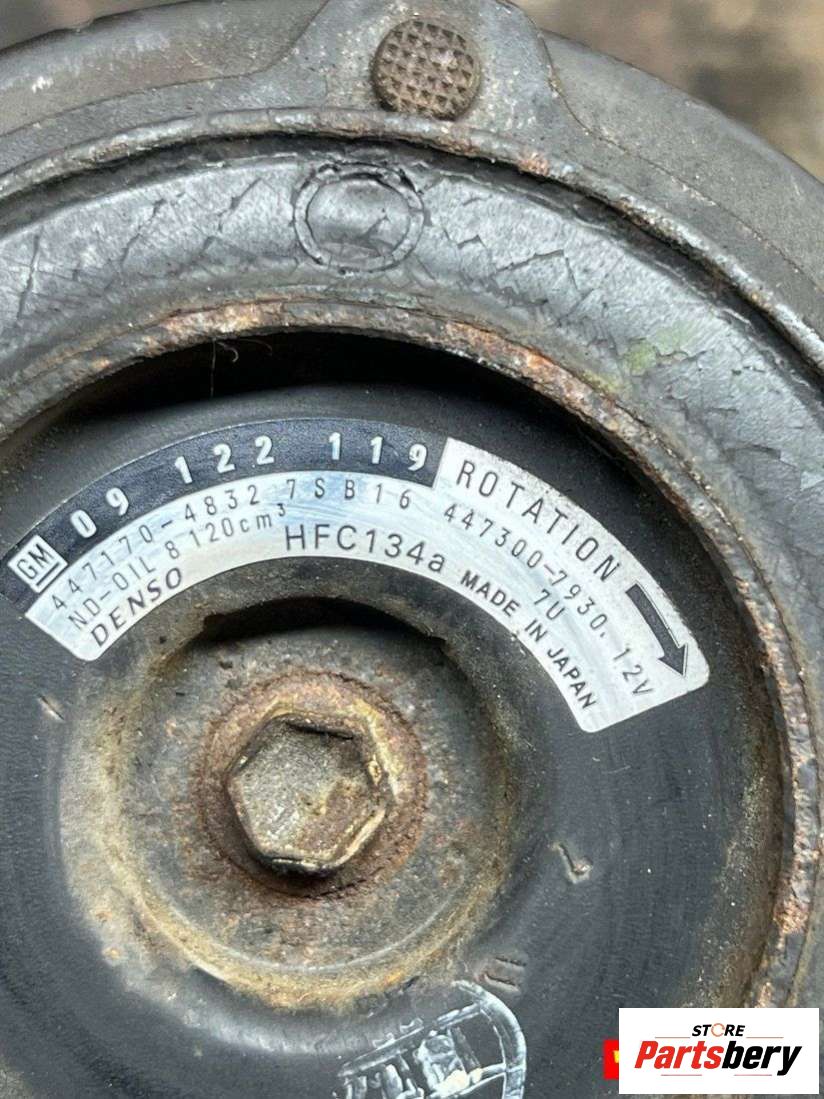 GM 09 122 119
ROTATION
447170-4832 7SB16
447300-7930. 12V
ND-OIL 8 120cm³
7U
DENSO
HFC134a
MADE IN JAPAN
STORE
Partsbery